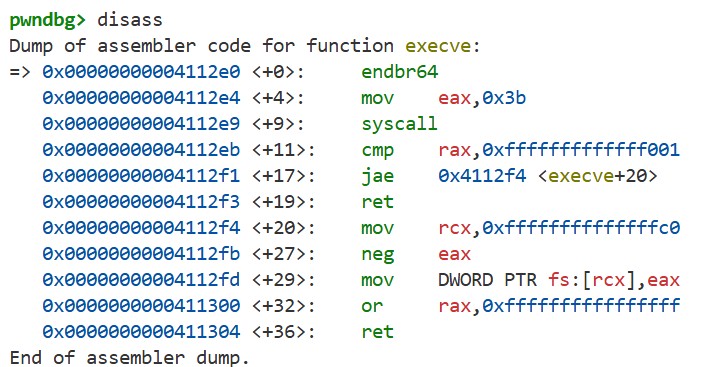 pwndbg> disass
Dump of assembler code for function execve:
=> 0x00000000004112e0 <+0>:     endbr64
   0x00000000004112e4 <+4>:     mov    eax,0x3b
   0x00000000004112e9 <+9>:     syscall
   0x00000000004112eb <+11>:    cmp    rax,0xfffffffffffff001
   0x00000000004112f1 <+17>:    jae    0x4112f4 <execve+20>
   0x00000000004112f3 <+19>:    ret
   0x00000000004112f4 <+20>:    mov    rcx,0xffffffffffffffc0
   0x00000000004112fb <+27>:    neg    eax
   0x00000000004112fd <+29>:    mov    DWORD PTR fs:[rcx],eax
   0x0000000000411300 <+32>:    or     rax,0xffffffffffffffff
   0x0000000000411304 <+36>:    ret
End of assembler dump.